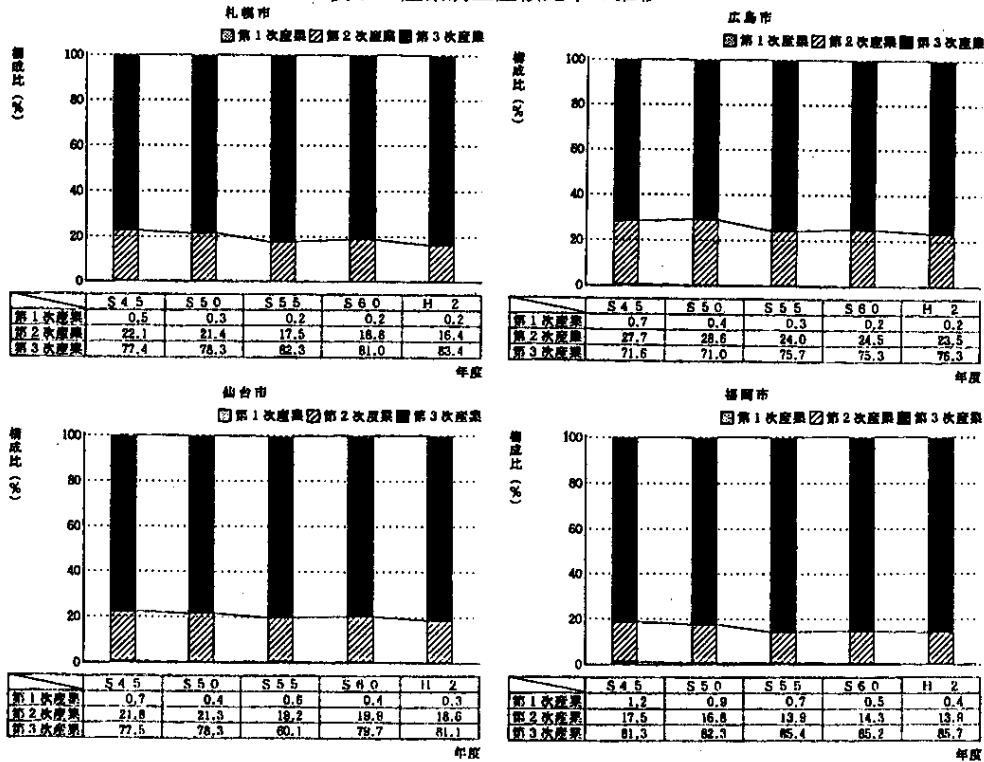 札幌市
第1次産業 第2次産業 第3次産業
構成比(%)
100
80
60
40
20
0
S45 S50 S55 S60 H2
第1次産業 0.5 0.3 0.2 0.2 0.2
第2次産業 22.1 21.4 17.5 18.8 16.4
第3次産業 77.4 78.3 82.3 81.0 83.4
年度
広島市
第1次産業 第2次産業 第3次産業
構成比(%)
100
80
60
40
20
0
S45 S50 S55 S60 H2
第1次産業 0.7 0.4 0.3 0.2 0.2
第2次産業 27.7 28.6 24.0 24.5 23.5
第3次産業 71.6 71.0 75.7 75.3 76.3
年度
仙台市
第1次産業 第2次産業 第3次産業
構成比(%)
100
80
60
40
20
0
S45 S50 S55 S60 H2
第1次産業 0.7 0.4 0.6 0.4 0.3
第2次産業 21.8 21.3 19.2 19.9 18.6
第3次産業 77.5 78.3 80.1 79.7 81.1
年度
福岡市
第1次産業 第2次産業 第3次産業
構成比(%)
100
80
60
40
20
0
S45 S50 S55 S60 H2
第1次産業 1.2 0.9 0.7 0.5 0.4
第2次産業 17.5 16.8 13.9 14.3 13.9
第3次産業 81.3 82.3 85.4 85.2 85.7
年度